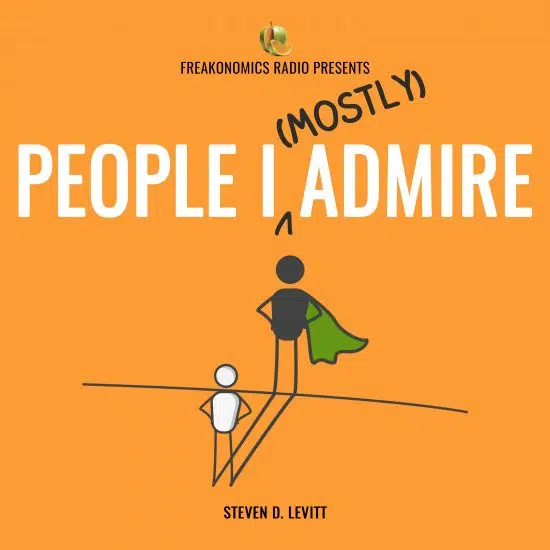 FREAKONOMICS RADIO PRESENTS
(MOSTLY)
PEOPLE I ADMIRE
STEVEN D. LEVITT